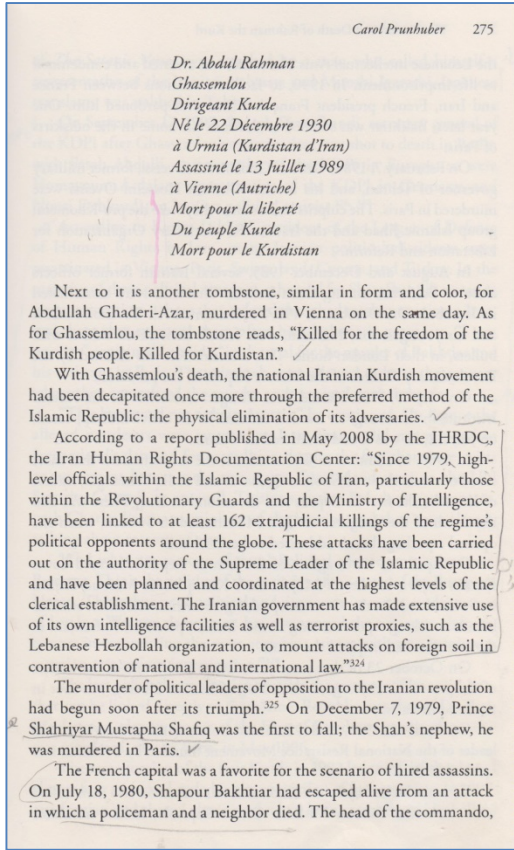 Carol Prunhuber 275
Dr. Abdul Rahman
Ghassemlou
Dirigeant Kurde
Né le 22 Décembre 1930
à Urmia (Kurdistan d'Iran)
Assassiné le 13 Juillet 1989
à Vienne (Autriche)
Mort pour la liberté
Du peuple Kurde
Mort pour le Kurdistan
Next to it is another tombstone, similar in form and color, for
Abdullah Ghaderi-Azar, murdered in Vienna on the same day. As
for Ghassemlou, the tombstone reads, “Killed for the freedom of the
Kurdish people. Killed for Kurdistan.”
With Ghassemlou's death, the national Iranian Kurdish movement
had been decapitated once more through the preferred method of the
Islamic Republic: the physical elimination of its adversaries.
According to a report published in May 2008 by the IHRDC,
the Iran Human Rights Documentation Center: “Since 1979, high-
level officials within the Islamic Republic of Iran, particularly those
within the Revolutionary Guards and the Ministry of Intelligence,
have been linked to at least 162 extrajudicial killings of the regime's
political opponents around the globe. These attacks have been carried
out on the authority of the Supreme Leader of the Islamic Republic
and have been planned and coordinated at the highest levels of the
clerical establishment. The Iranian government has made extensive use
of its own intelligence facilities as well as terrorist proxies, such as the
Lebanese Hezbollah organization, to mount attacks on foreign soil in
contravention of national and international law.”324
The murder of political leaders of opposition to the Iranian revolution
had begun soon after its triumph.325 On December 7, 1979, Prince
Shahriyar Mustapha Shafiq was the first to fall; the Shah's nephew, he
was murdered in Paris.
The French capital was a favorite for the scenario of hired assassins.
On July 18, 1980, Shapour Bakhtiar had escaped alive from an attack
in which a policeman and a neighbor died. The head of the commando,